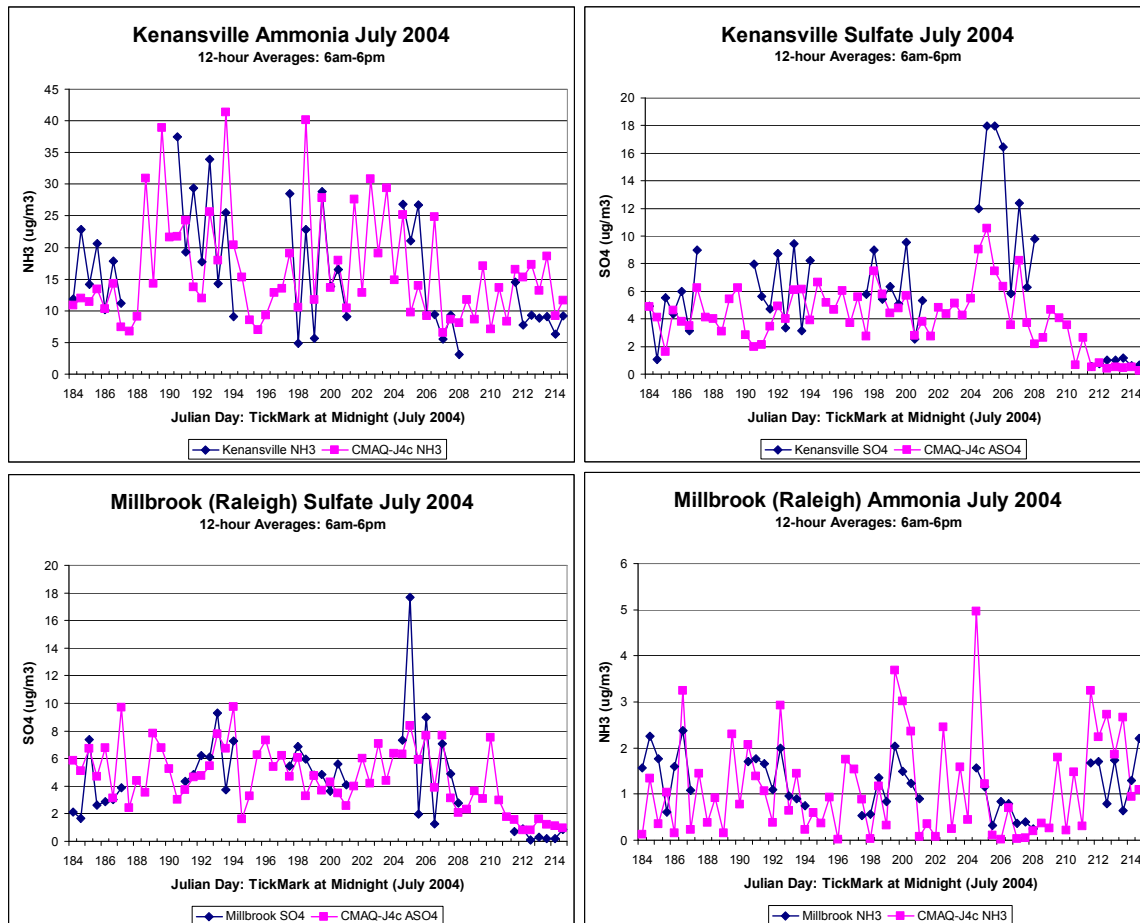 Kenansville Ammonia July 2004
12-hour Averages: 6am-6pm
NH3 (ug/m3)
45
40
35
30
25
20
15
10
5
0
184 186 188 190 192 194 196 198 200 202 204 206 208 210 212 214
Julian Day: TickMark at Midnight (July 2004)
Kenansville NH3 CMAQ-J4c NH3
Kenansville Sulfate July 2004
12-hour Averages: 6am-6pm
SO4 (ug/m3)
20
18
16
14
12
10
8
6
4
2
0
184 186 188 190 192 194 196 198 200 202 204 206 208 210 212 214
Julian Day: TickMark at Midnight (July 2004)
Kenansville SO4 CMAQ-J4c ASO4
Millbrook (Raleigh) Sulfate July 2004
12-hour Averages: 6am-6pm
SO4 (ug/m3)
20
18
16
14
12
10
8
6
4
2
0
184 186 188 190 192 194 196 198 200 202 204 206 208 210 212 214
Julian Day: TickMark at Midnight (July 2004)
Millbrook SO4 CMAQ-J4c ASO4
Millbrook (Raleigh) Ammonia July 2004
12-hour Averages: 6am-6pm
NH3 (ug/m3)
6
5
4
3
2
1
0
184 186 188 190 192 194 196 198 200 202 204 206 208 210 212 214
Julian Day: TickMark at Midnight (July 2004)
Millbrook NH3 CMAQ-J4c NH3